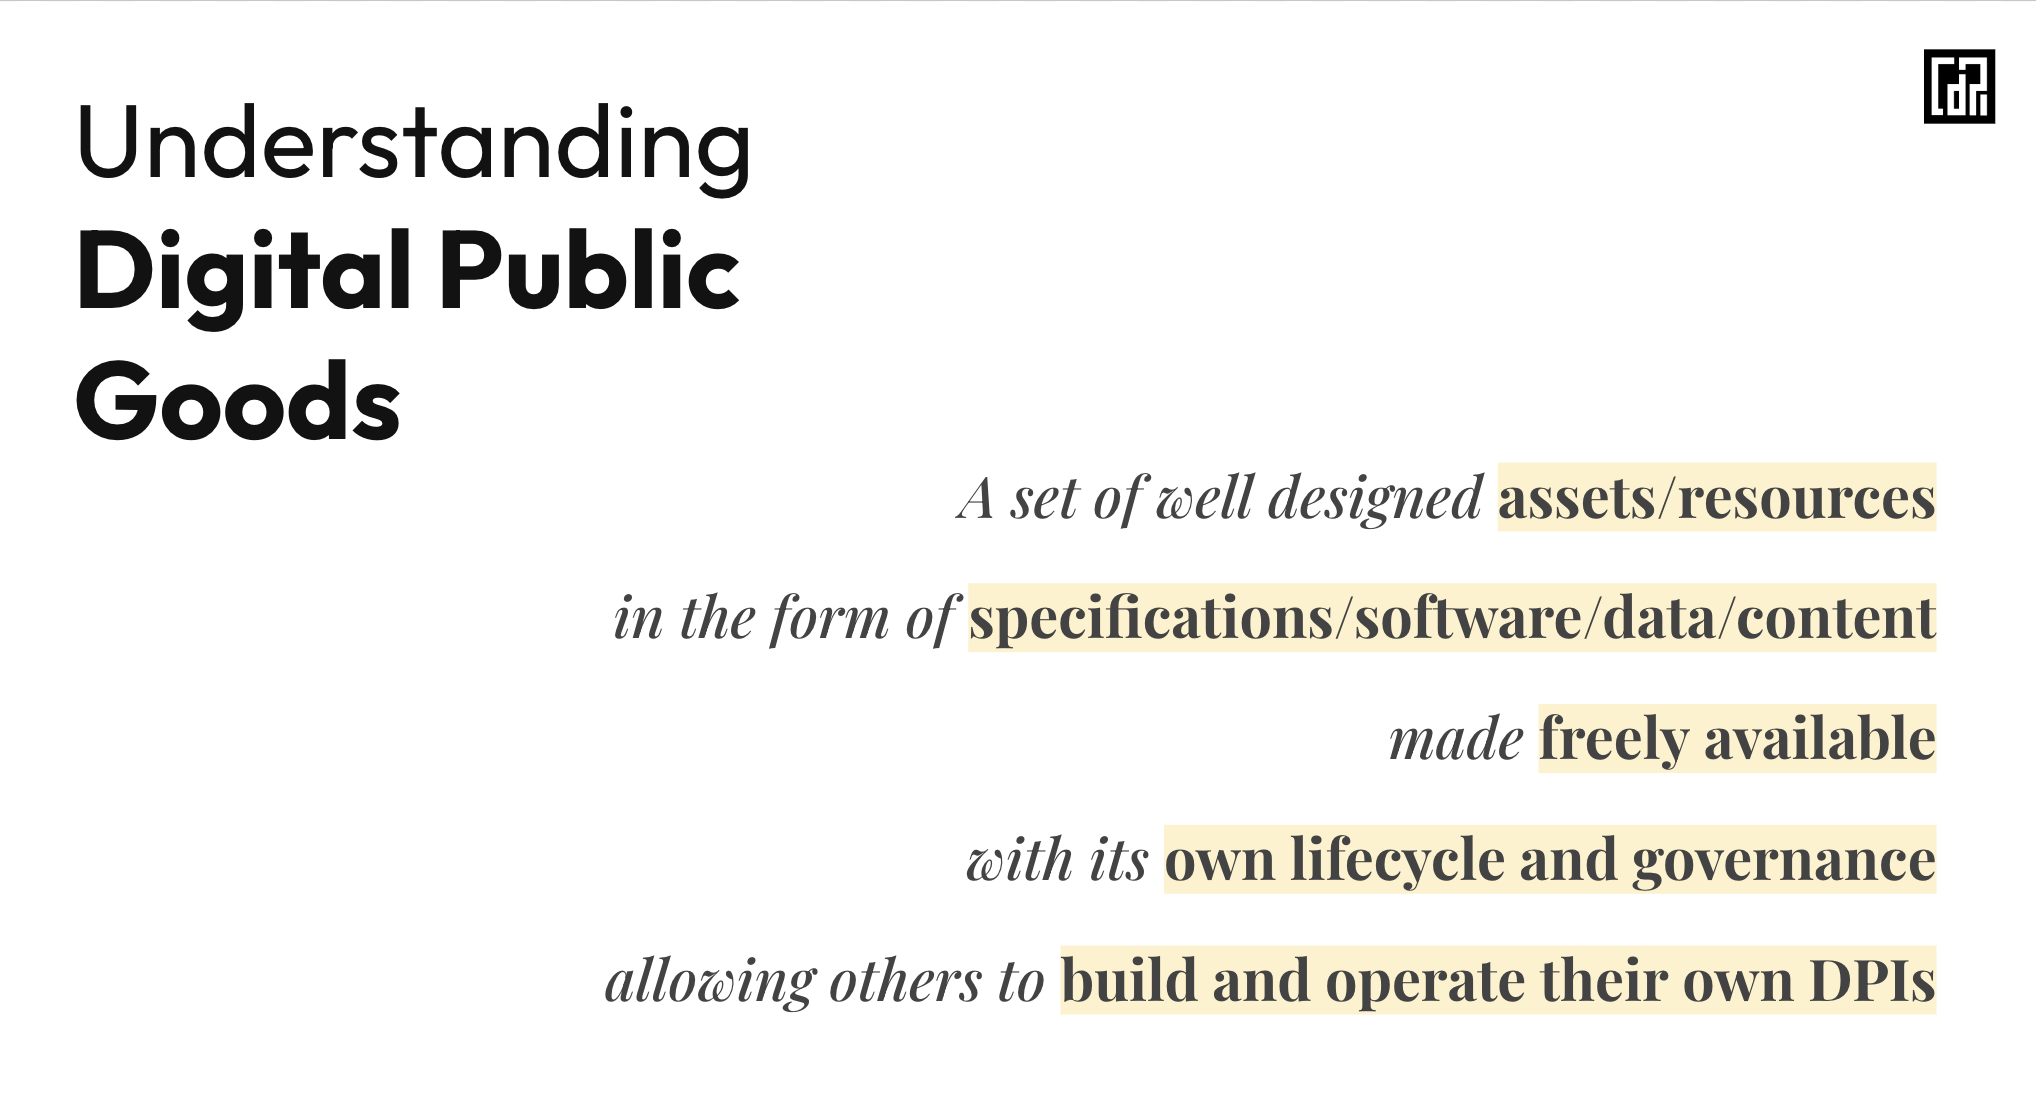 Understanding
Digital Public
Goods
A set of well designed assets/resources
in the form of specifications/software/data/content
made freely available
with its own lifecycle and governance
allowing others to build and operate their own DPIs